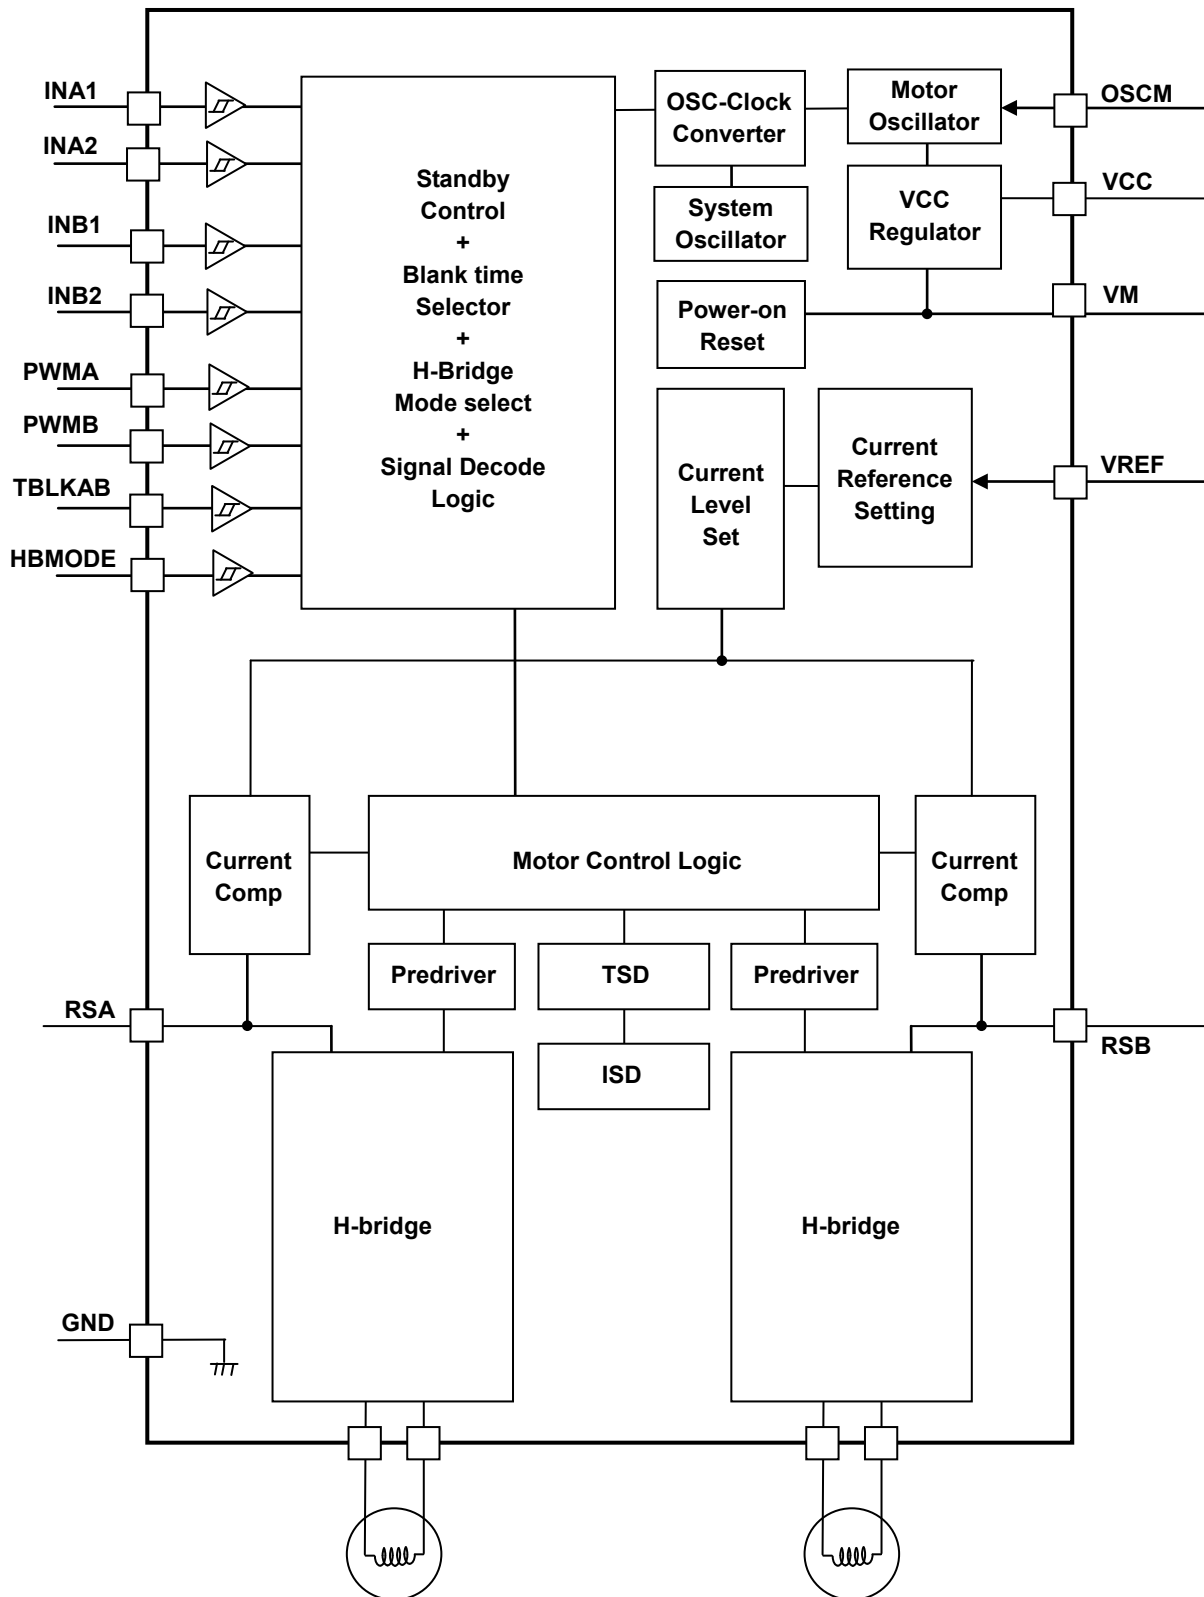 INA1
INA2
INB1
INB2
PWMA
PWMB
TBLKAB
HBMODE
Standby
Control
+
Blank time
Selector
+
H-Bridge
Mode select
+
Signal Decode
Logic
OSC-Clock
Converter
Motor
Oscillator
OSCM
System
Oscillator
VCC
Regulator
VCC
Power-on
Reset
VM
Current
Level
Set
Current
Reference
Setting
VREF
Current
Comp
Motor Control Logic
Current
Comp
Predriver
TSD
Predriver
RSA
ISD
RSB
H-bridge
H-bridge
GND